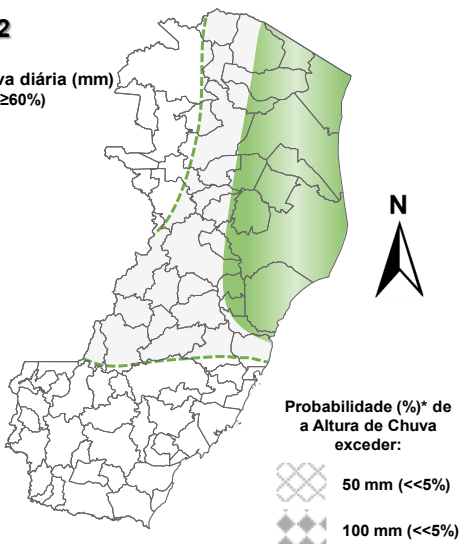 2
va diária (mm)
≥60%)
N
Probabilidade (%)* de
a Altura de Chuva
exceder:
50 mm (<<5%)
100 mm (<<5%)